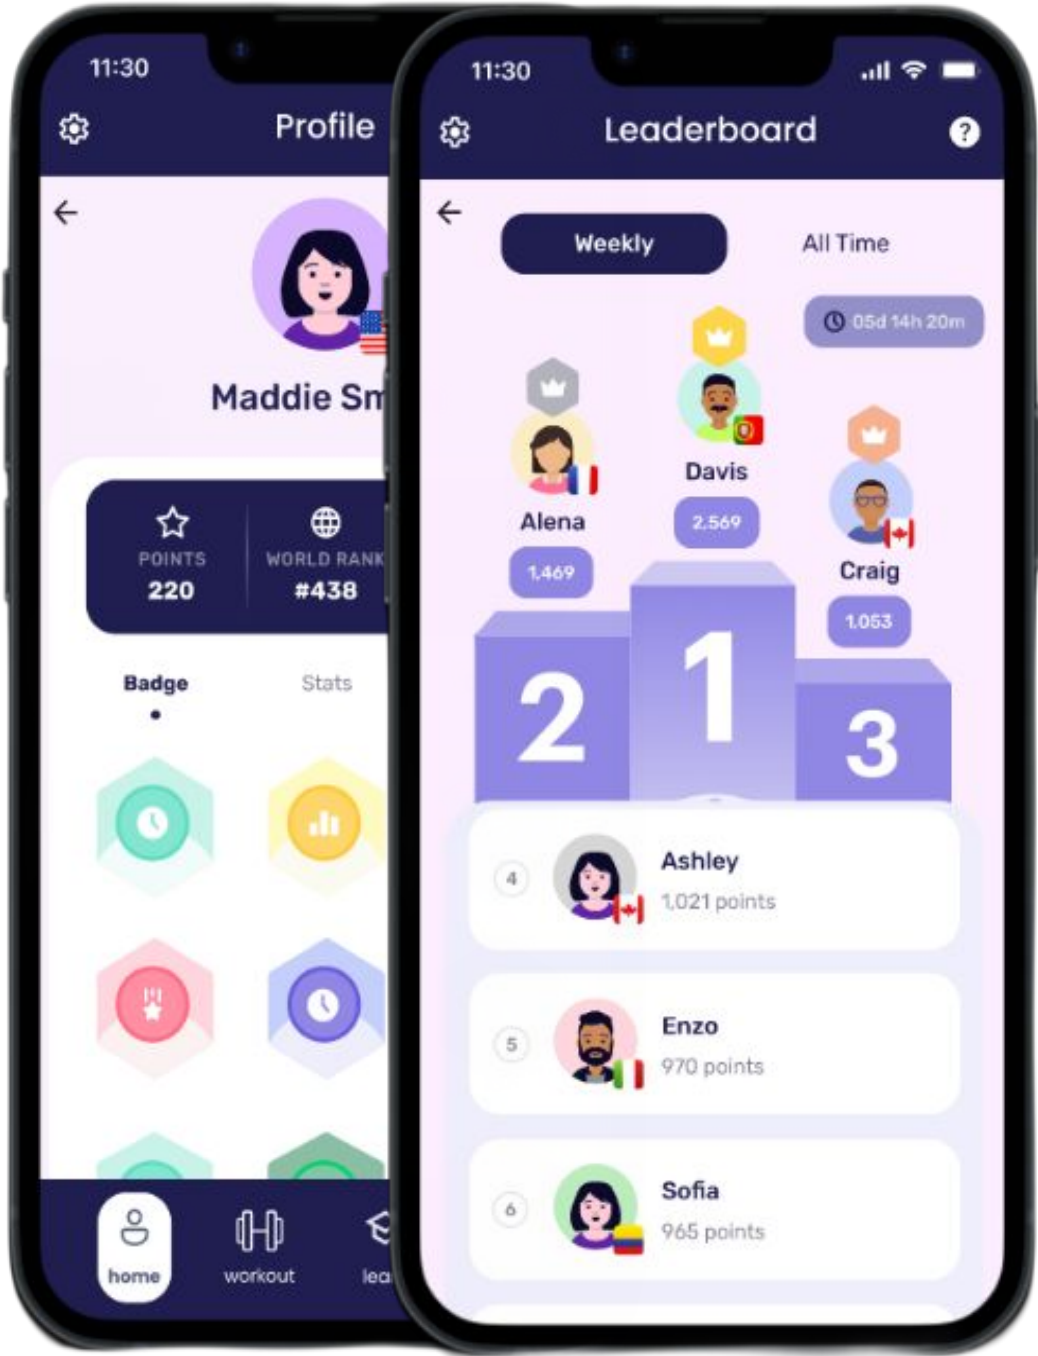 11:30
Profile
Maddie Sm
POINTS
220
WORLD RANK
#438
Badge
Stats
home
workout
lea
11:30
Leaderboard
?
Weekly
All Time
05d 14h 20m
Alena
1,469
Davis
2,569
Craig
1,053
2
1
3
4
Ashley
1,021 points
5
Enzo
970 points
6
Sofia
965 points